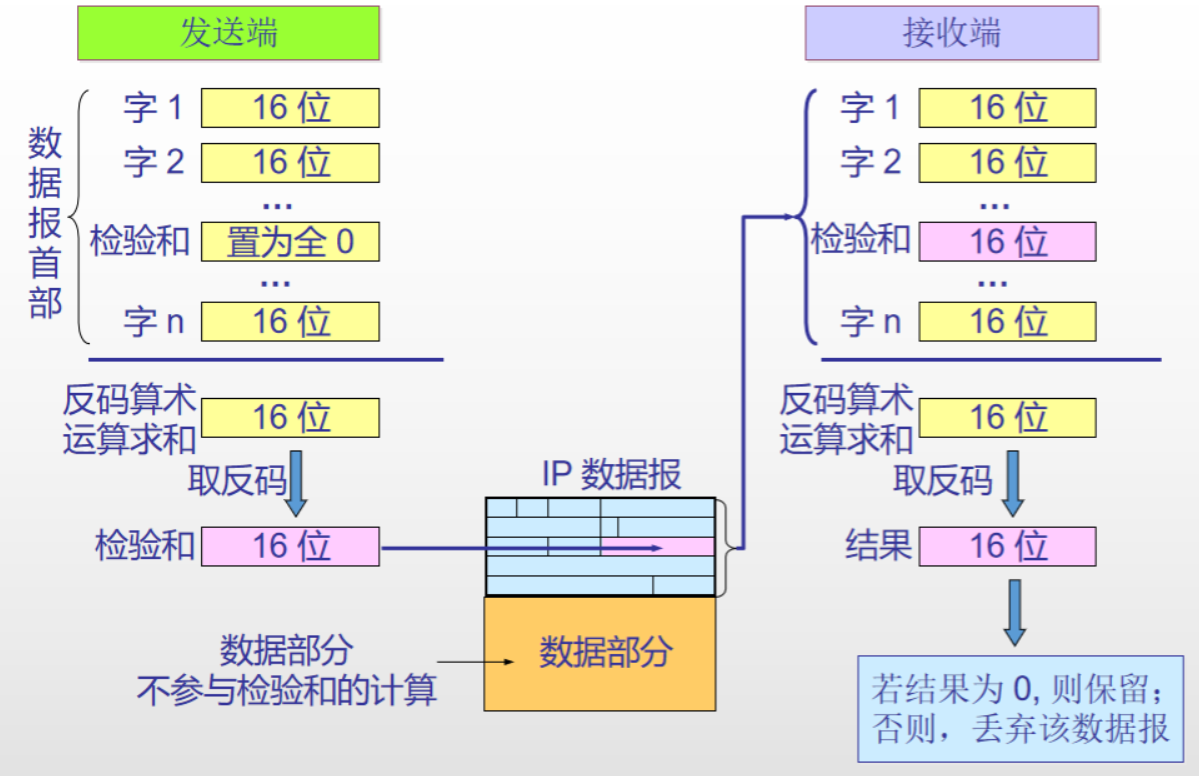 发送端
字 1
16 位
字 2
16 位
...
检验和
置为全 0
...
字 n
16 位
数据报首部
反码算术
运算求和
16 位
取反码
检验和
16 位
IP 数据报
数据部分
不参与检验和的计算
数据部分
接收端
字 1
16 位
字 2
16 位
...
检验和
16 位
...
字 n
16 位
反码算术
运算求和
16 位
取反码
结果
16 位
若结果为 0, 则保留；
否则，丢弃该数据报